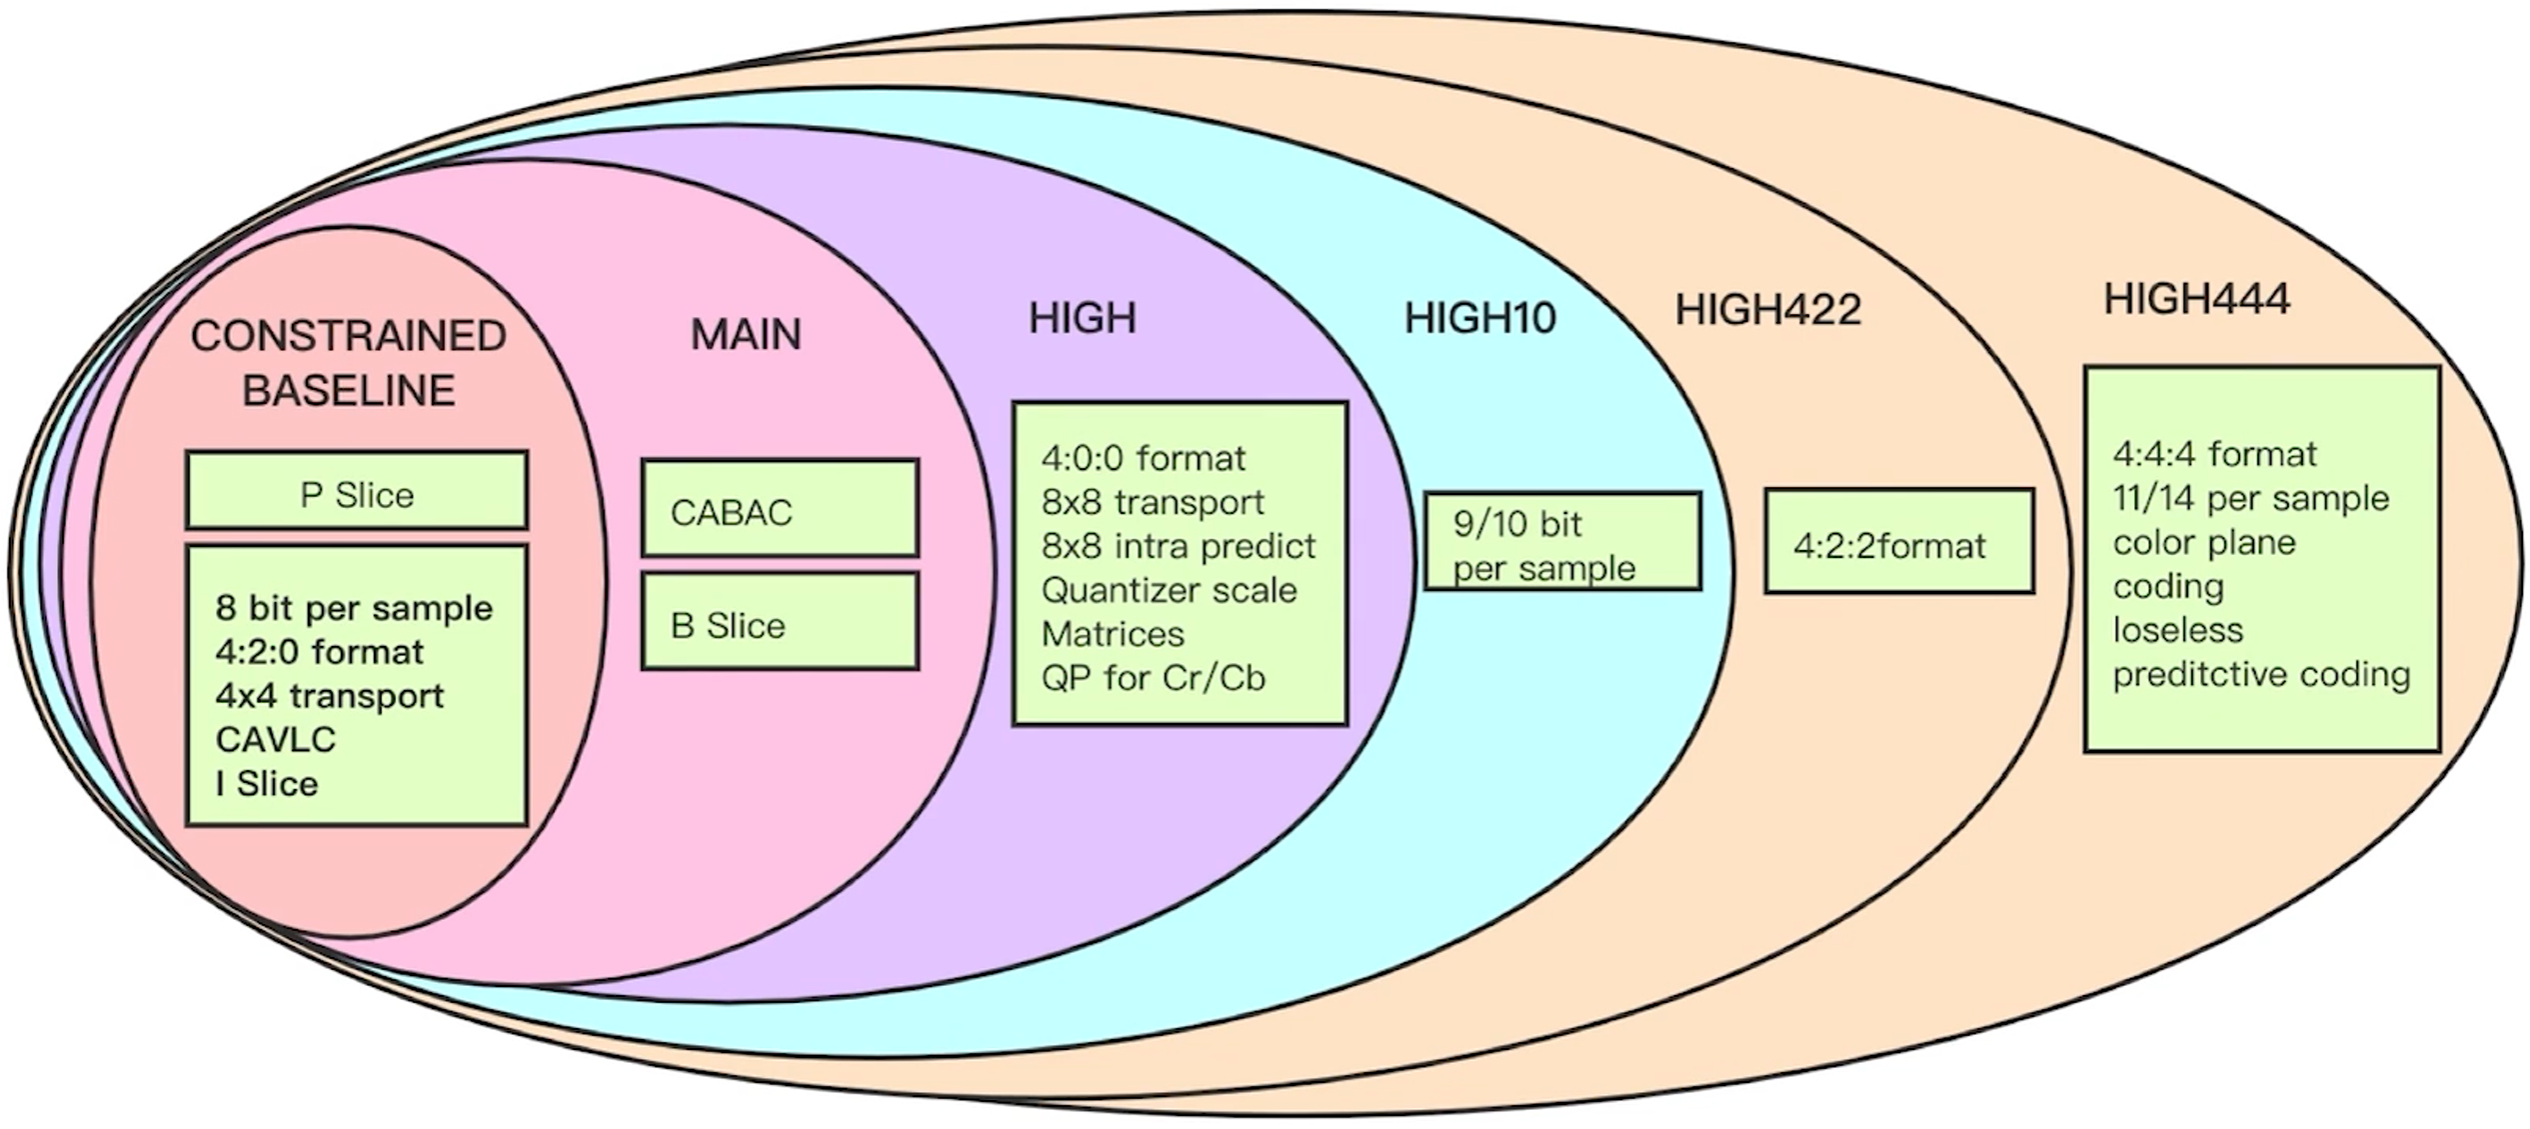 CONSTRAINED
BASELINE
P Slice
8 bit per sample
4:2:0 format
4x4 transport
CAVLC
I Slice
MAIN
CABAC
B Slice
HIGH
4:0:0 format
8x8 transport
8x8 intra predict
Quantizer scale
Matrices
QP for Cr/Cb
HIGH10
9/10 bit
per sample
HIGH422
4:2:2format
HIGH444
4:4:4 format
11/14 per sample
color plane
coding
loseless
preditctive coding